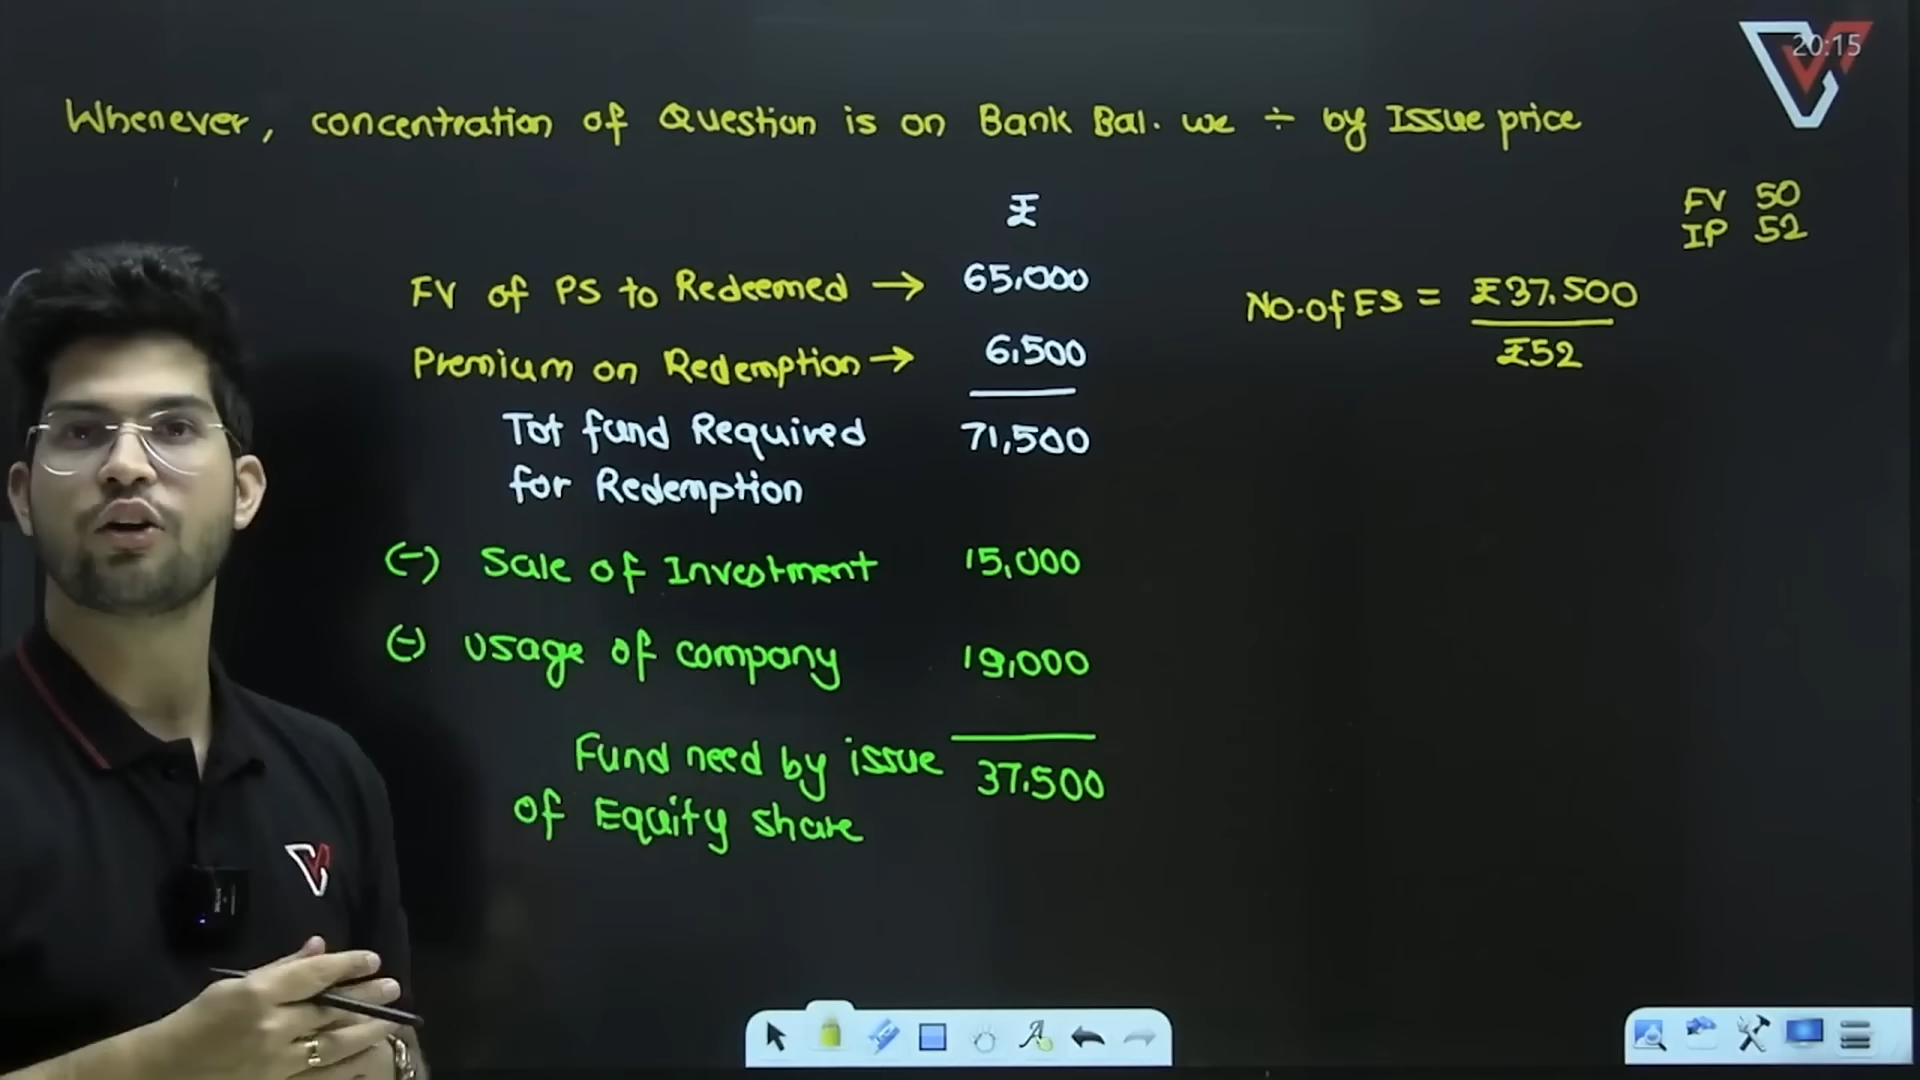 20:15
Whenever, concentration of Question is on Bank Bal. we ÷ by Issue price
FV 50
IP 52
₹
FV of PS to Redeemed → 65,000
Premium on Redemption → 6,500
Tot fund Required 71,500
for Redemption
(-) Sale of Investment 15,000
(-) Usage of company 19,000
Fund need by issue 37,500
of Equity share
No. of ES = ₹37,500
₹52